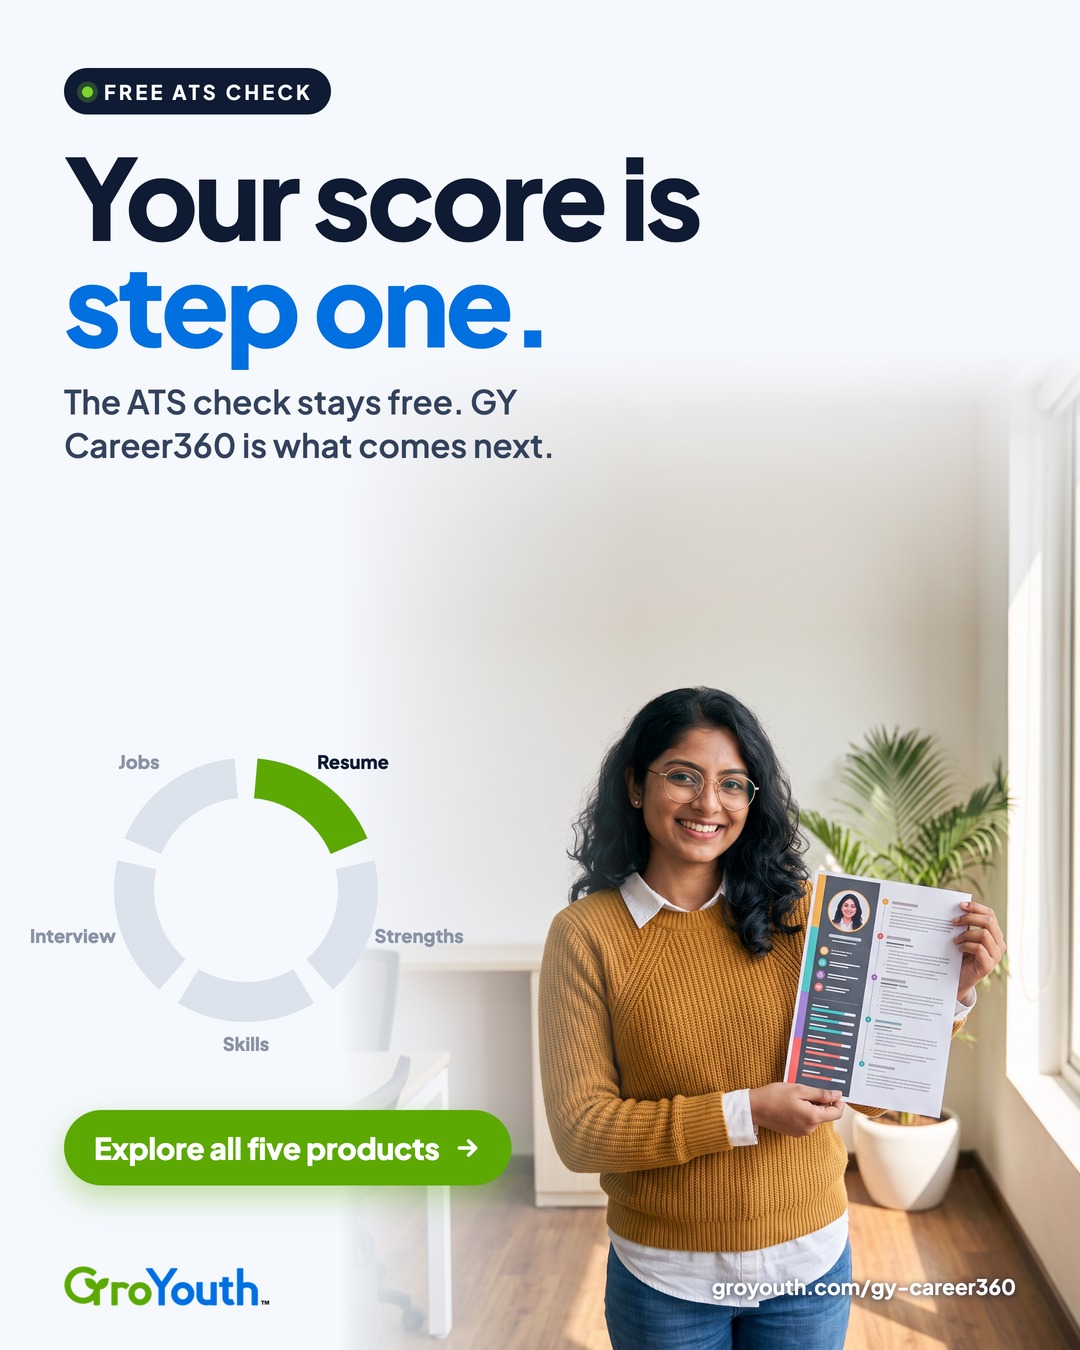 FREE ATS CHECK
Your score is
step one.
The ATS check stays free. GY
Career360 is what comes next.
Jobs
Resume
Interview
Strengths
Skills
Explore all five products →
GroYouth™
groyouth.com/gy-career360